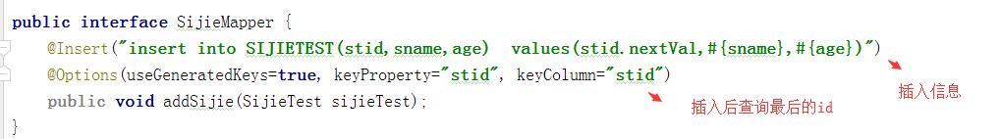 public interface SijieMapper {
@Insert("insert into SIJIETEST(stid,sname,age)  values(stid.nextVal,#{sname},#{age})")
@Options(useGeneratedKeys=true, keyProperty="stid", keyColumn="stid")
插入信息
public void addSijie(SijieTest sijieTest);
插入后查询最后的id
}